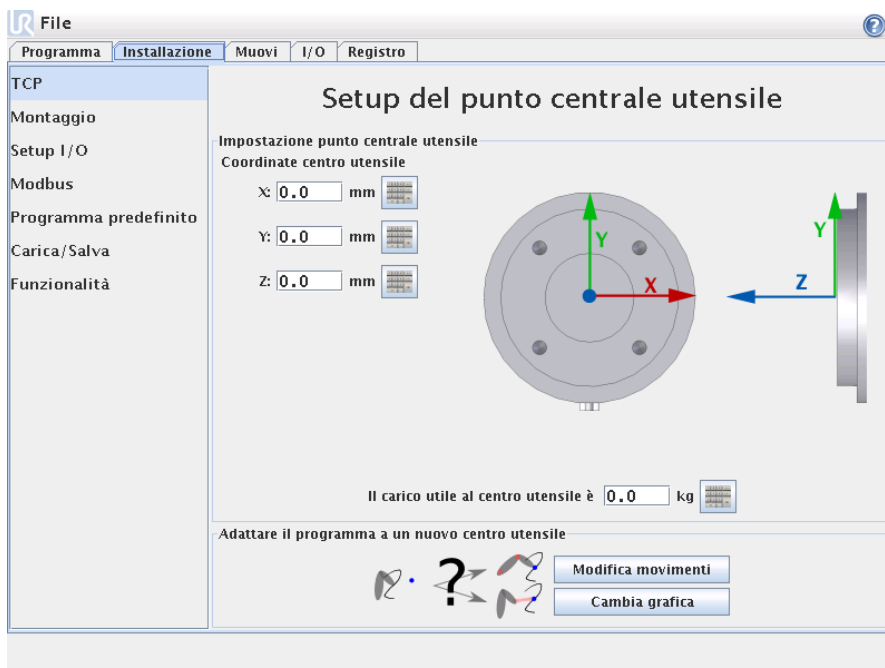 UR File ?
Programma Installazione Muovi I/O Registro
TCP
Montaggio
Setup I/O
Modbus
Programma predefinito
Carica/Salva
Funzionalità
Setup del punto centrale utensile
Impostazione punto centrale utensile
Coordinate centro utensile
X: 0.0 mm
Y: 0.0 mm
Z: 0.0 mm
Y
X
Y
Z
Il carico utile al centro utensile è 0.0 kg
Adattare il programma a un nuovo centro utensile
?
Modifica movimenti
Cambia grafica